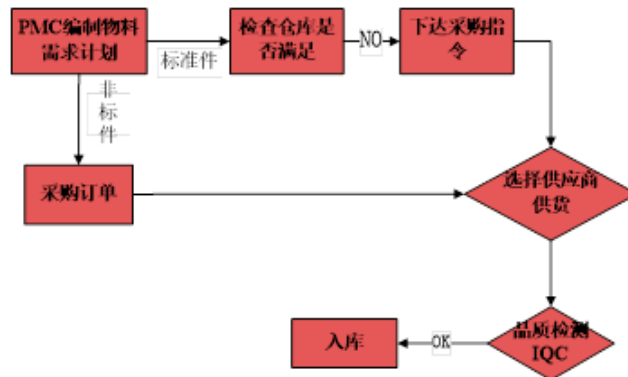 PMC编制物料
需求计划
标准件
检查仓库是
否满足
NO
下达采购指
令
非
标
件
采购订单
选择供应商
供货
品质检测
IQC
OK
入库